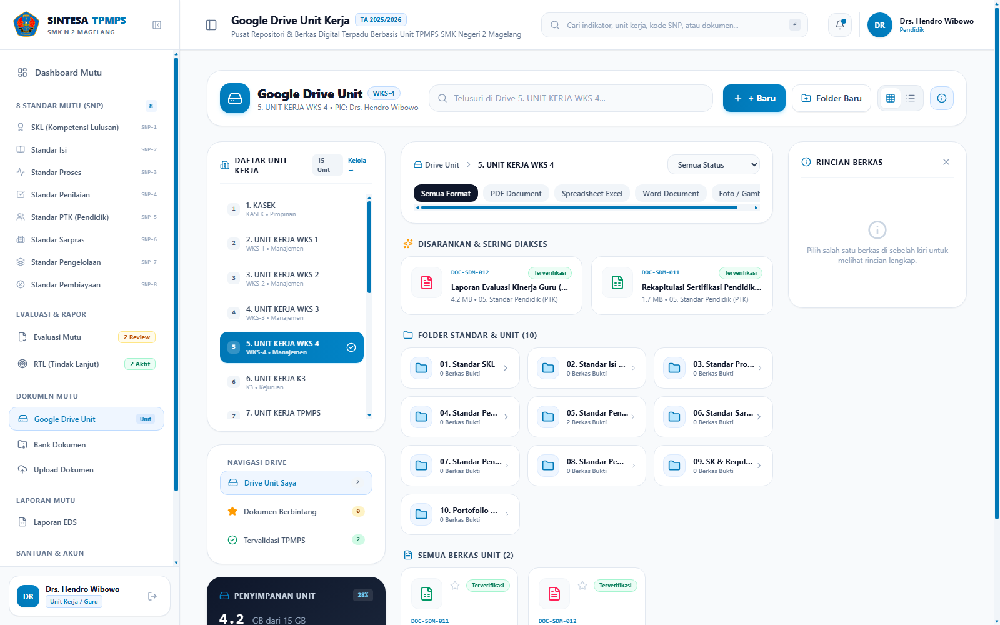 SINTESA TPMPS
SMK N 2 MAGELANG
Google Drive Unit Kerja
TA 2025/2026
Pusat Repositori & Berkas Digital Terpadu Berbasis Unit TPMPS SMK Negeri 2 Magelang
Cari indikator, unit kerja, kode SNP, atau dokumen...
DR
Drs. Hendro Wibowo
Pendidik
Dashboard Mutu
8 STANDAR MUTU (SNP)
8
SKL (Kompetensi Lulusan)
SNP-1
Standar Isi
SNP-2
Standar Proses
SNP-3
Standar Penilaian
SNP-4
Standar PTK (Pendidik)
SNP-5
Standar Sarpras
SNP-6
Standar Pengelolaan
SNP-7
Standar Pembiayaan
SNP-8
EVALUASI & RAPOR
Evaluasi Mutu
2 Review
RTL (Tindak Lanjut)
2 Aktif
DOKUMEN MUTU
Google Drive Unit
Unit
Bank Dokumen
Upload Dokumen
LAPORAN MUTU
Laporan EDS
BANTUAN & AKUN
DR
Drs. Hendro Wibowo
Unit Kerja / Guru
Google Drive Unit
WKS-4
5. UNIT KERJA WKS 4 • PIC: Drs. Hendro Wibowo
Telusuri di Drive 5. UNIT KERJA WKS 4...
+ Baru
Folder Baru
DAFTAR UNIT KERJA
15 Unit
Kelola →
1
1. KASEK
KASEK • Pimpinan
2
2. UNIT KERJA WKS 1
WKS-1 • Manajemen
3
3. UNIT KERJA WKS 2
WKS-2 • Manajemen
4
4. UNIT KERJA WKS 3
WKS-3 • Manajemen
5
5. UNIT KERJA WKS 4
WKS-4 • Manajemen
6
6. UNIT KERJA K3
K3 • Kejuruan
7
7. UNIT KERJA TPMPS
NAVIGASI DRIVE
Drive Unit Saya
2
Dokumen Berbintang
0
Tervalidasi TPMPS
2
PENYIMPANAN UNIT
28%
4.2 GB dari 15 GB
Drive Unit
5. UNIT KERJA WKS 4
Semua Status
Semua Format
PDF Document
Spreadsheet Excel
Word Document
Foto / Gamb
DISARANKAN & SERING DIAKSES
DOC-SDM-012
Terverifikasi
Laporan Evaluasi Kinerja Guru (...
4.2 MB • 05. Standar Pendidik (PTK)
DOC-SDM-011
Terverifikasi
Rekapitulasi Sertifikasi Pendidik...
1.7 MB • 05. Standar Pendidik (PTK)
FOLDER STANDAR & UNIT (10)
01. Standar SKL
0 Berkas Bukti
02. Standar Isi ...
0 Berkas Bukti
03. Standar Pro...
0 Berkas Bukti
04. Standar Pe...
0 Berkas Bukti
05. Standar Pen...
2 Berkas Bukti
06. Standar Sar...
0 Berkas Bukti
07. Standar Pen...
0 Berkas Bukti
08. Standar Pe...
0 Berkas Bukti
09. SK & Regul...
0 Berkas Bukti
10. Portofolio ...
0 Berkas Bukti
SEMUA BERKAS UNIT (2)
Terverifikasi
DOC-SDM-011
Terverifikasi
DOC-SDM-012
RINCIAN BERKAS
Pilih salah satu berkas di sebelah kiri untuk
melihat rincian lengkap.